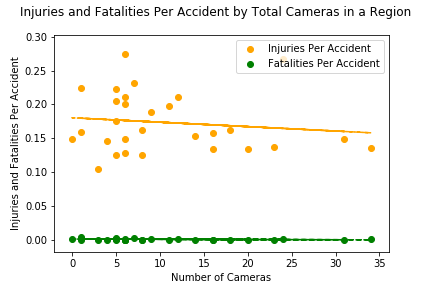 Injuries and Fatalities Per Accident by Total Cameras in a Region
0.30
0.25
0.20
0.15
0.10
0.05
0.00
Injuries and Fatalities Per Accident
Injuries Per Accident
Fatalities Per Accident
0 5 10 15 20 25 30 35
Number of Cameras